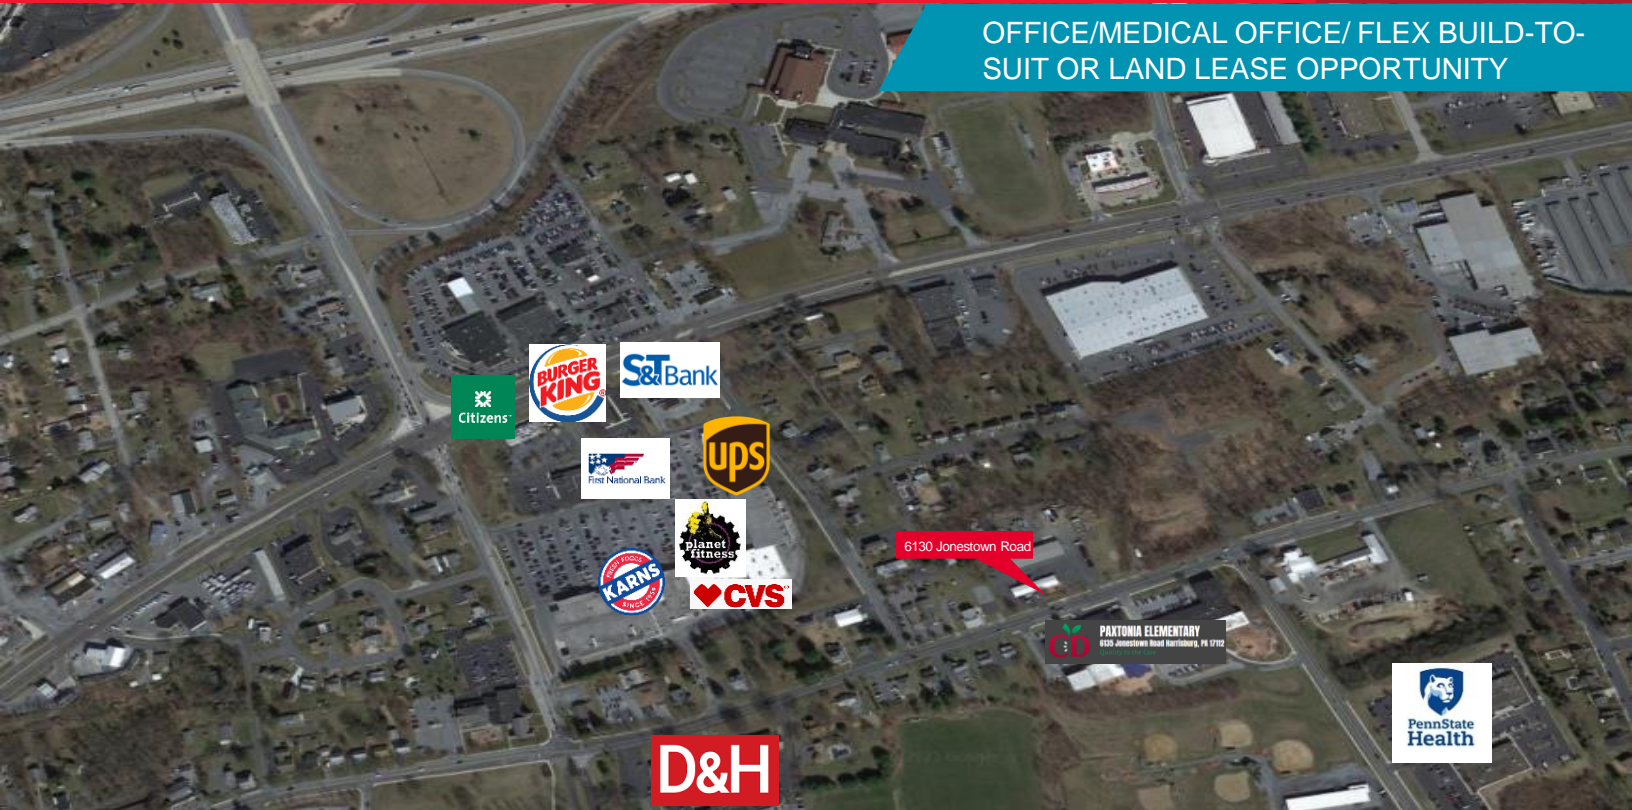 OFFICE/MEDICAL OFFICE/ FLEX BUILD-TO-
SUIT OR LAND LEASE OPPORTUNITY
BURGER
KING
S&T Bank
Citizens
First National Bank
ups
planet
fitness
FRESH FOODS
KARNS
SINCE 1959
CVS
6130 Jonestown Road
CD
PAXTONIA ELEMENTARY
6135 Jonestown Road Harrisburg, PA 17112
PennState
Health
D&H